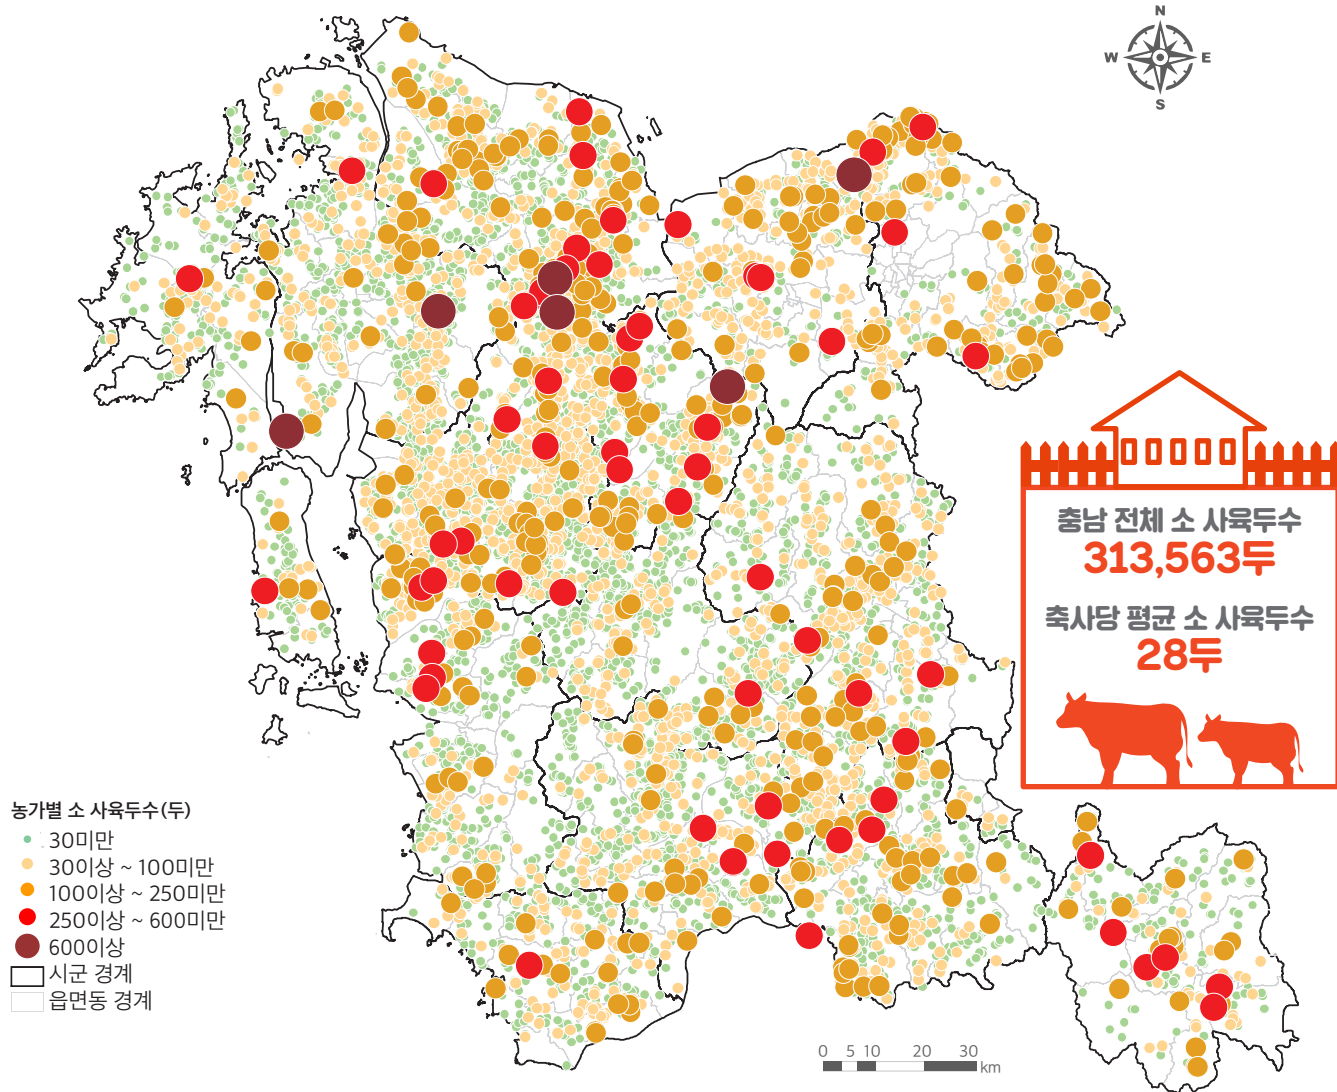 N
W E
S
충남 전체 소 사육두수
313,563두
축사당 평균 소 사육두수
28두
농가별 소 사육두수(두)
30미만
30이상 ~ 100미만
100이상 ~ 250미만
250이상 ~ 600미만
600이상
시군 경계
읍면동 경계
0 5 10 20 30
km